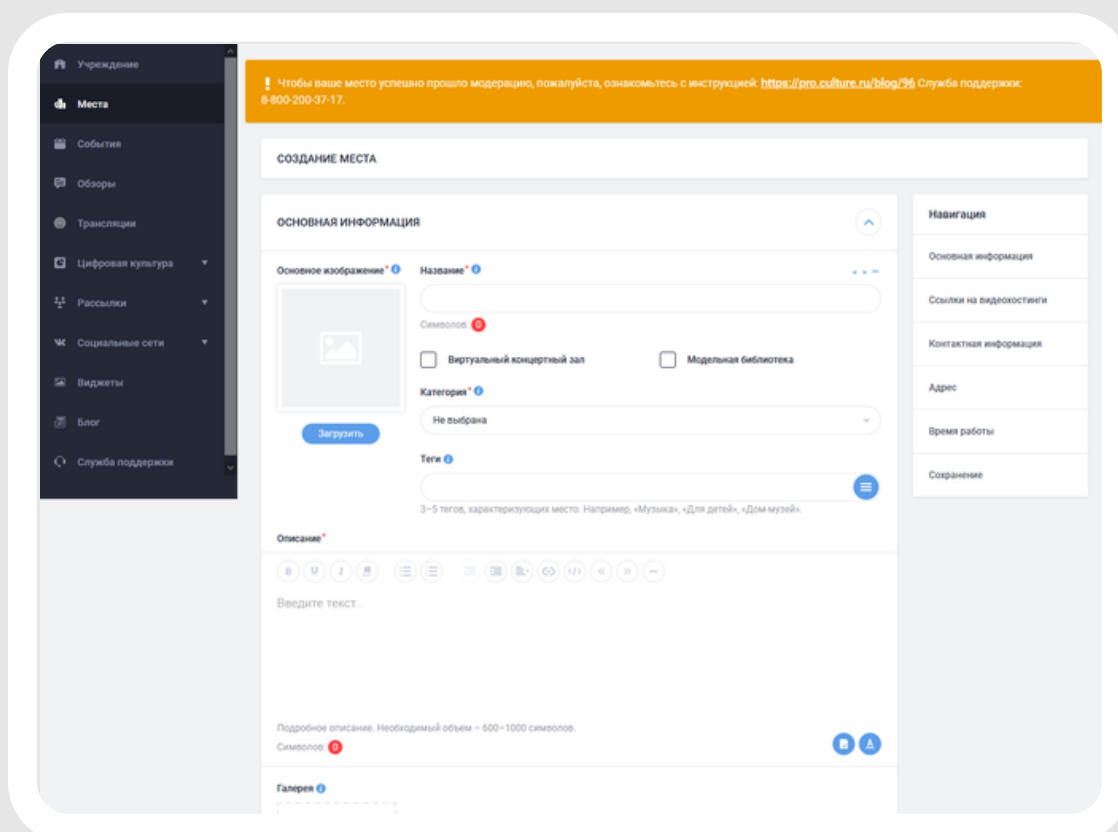 Учреждение
Места
События
Обзоры
Трансляции
Цифровая культура
Рассылки
Социальные сети
Виджеты
Блог
Служба поддержки
Чтобы ваше место успешно прошло модерацию, пожалуйста, ознакомьтесь с инструкцией: https://pro.culture.ru/blog/96 Служба поддержки:
8-800-200-37-17.
СОЗДАНИЕ МЕСТА
ОСНОВНАЯ ИНФОРМАЦИЯ
Основное изображение*
Загрузить
Название*
Символов: 0
Виртуальный концертный зал
Модельная библиотека
Категория*
Не выбрана
Теги
3–5 тегов, характеризующих место. Например, «Музыка», «Для детей», «Дом-музей».
Описание*
B U I
Введите текст...
Подробное описание. Необходимый объем – 600–1000 символов.
Символов: 0
Галерея
Навигация
Основная информация
Ссылки на видеохостинги
Контактная информация
Адрес
Время работы
Сохранение